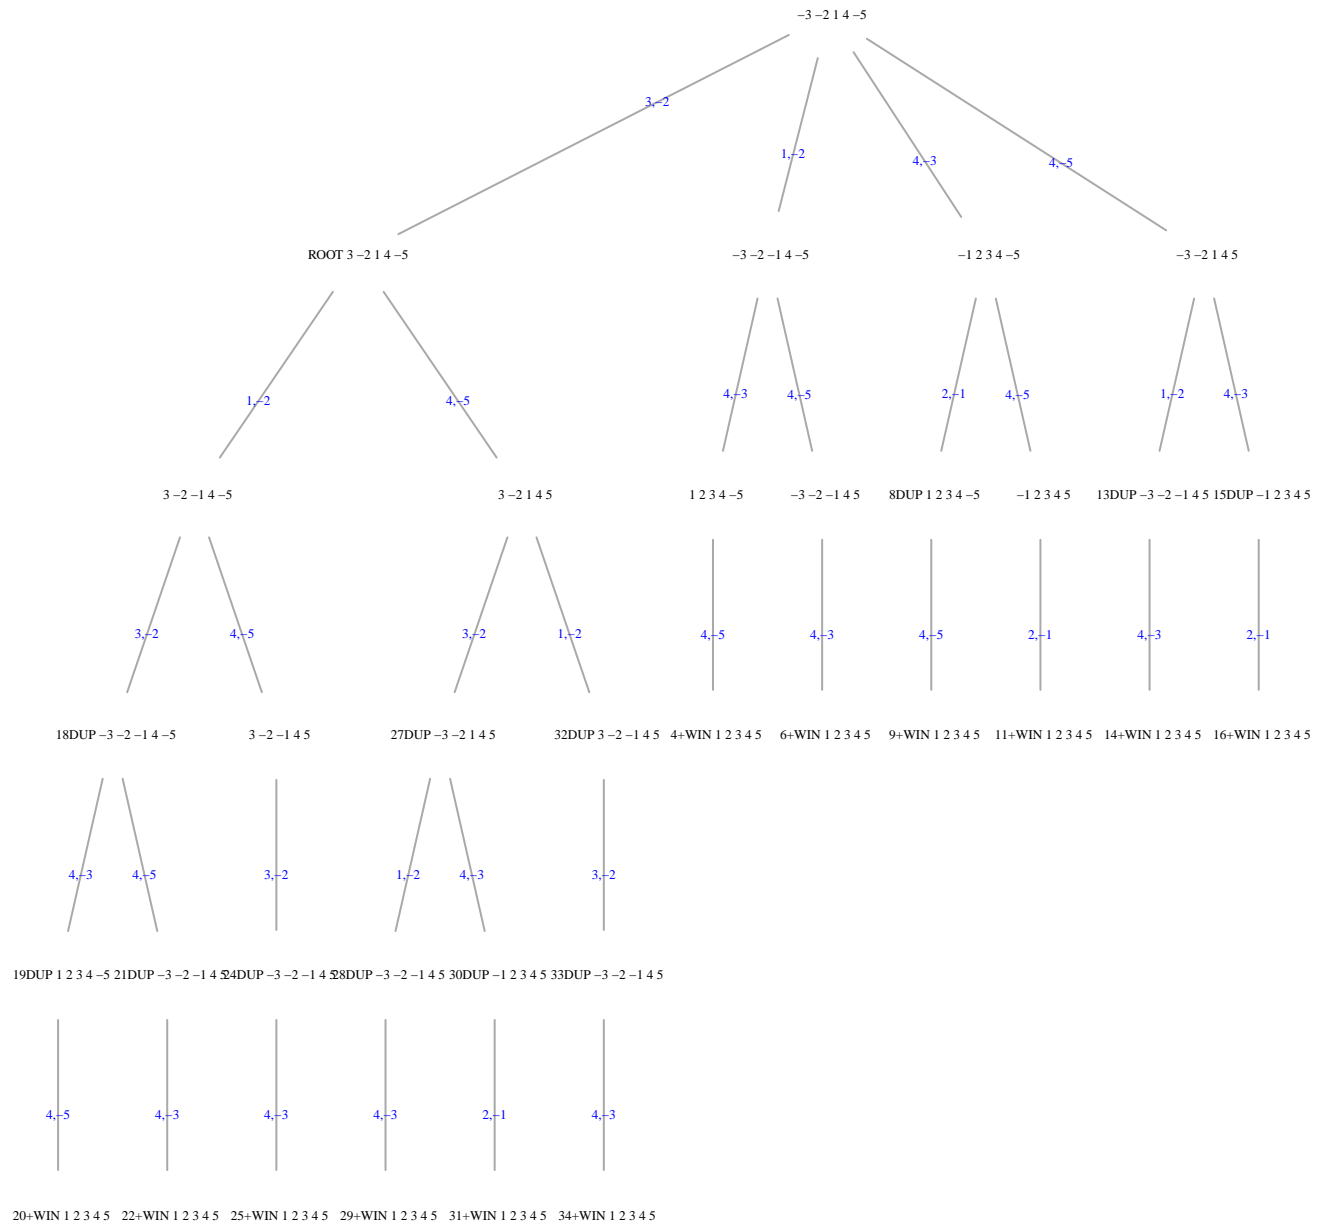 −3 −2 1 4 −5
3,−2
1,−2
4,−3
4,−5
ROOT 3 −2 1 4 −5
−3 −2 −1 4 −5
−1 2 3 4 −5
−3 −2 1 4 5
1,−2
4,−5
4,−3
4,−5
2,−1
4,−5
1,−2
4,−3
3 −2 −1 4 −5
3 −2 1 4 5
1 2 3 4 −5
−3 −2 −1 4 5
8DUP 1 2 3 4 −5
−1 2 3 4 5
13DUP −3 −2 −1 4 5
15DUP −1 2 3 4 5
3,−2
4,−5
3,−2
1,−2
4,−5
4,−3
4,−5
2,−1
4,−3
2,−1
18DUP −3 −2 −1 4 −5
3 −2 −1 4 5
27DUP −3 −2 1 4 5
32DUP 3 −2 −1 4 5
4+WIN 1 2 3 4 5
6+WIN 1 2 3 4 5
9+WIN 1 2 3 4 5
11+WIN 1 2 3 4 5
14+WIN 1 2 3 4 5
16+WIN 1 2 3 4 5
4,−3
4,−5
3,−2
1,−2
4,−3
3,−2
19DUP 1 2 3 4 −5
21DUP −3 −2 −1 4 5
24DUP −3 −2 −1 4 5
28DUP −3 −2 −1 4 5
30DUP −1 2 3 4 5
33DUP −3 −2 −1 4 5
4,−5
4,−3
4,−3
4,−3
2,−1
4,−3
20+WIN 1 2 3 4 5
22+WIN 1 2 3 4 5
25+WIN 1 2 3 4 5
29+WIN 1 2 3 4 5
31+WIN 1 2 3 4 5
34+WIN 1 2 3 4 5